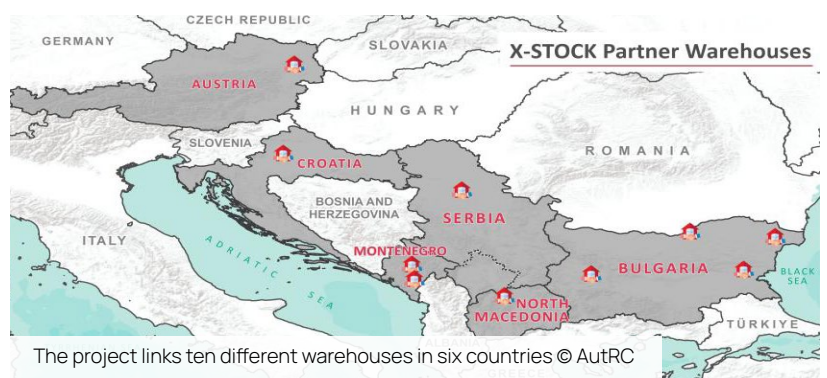 CZECH REPUBLIC
GERMANY
SLOVAKIA
X-STOCK Partner Warehouses
AUSTRIA
HUNGARY
SLOVENIA
ROMANIA
CROATIA
BOSNIA AND
HERZEGOVINA
SERBIA
ITALY
ADRIATIC SEA
MONTENEGRO
BULGARIA
BLACK
SEA
NORTH
MACEDONIA
TÜRKIYE
ALBANIA
GREECE
The project links ten different warehouses in six countries © AutRC